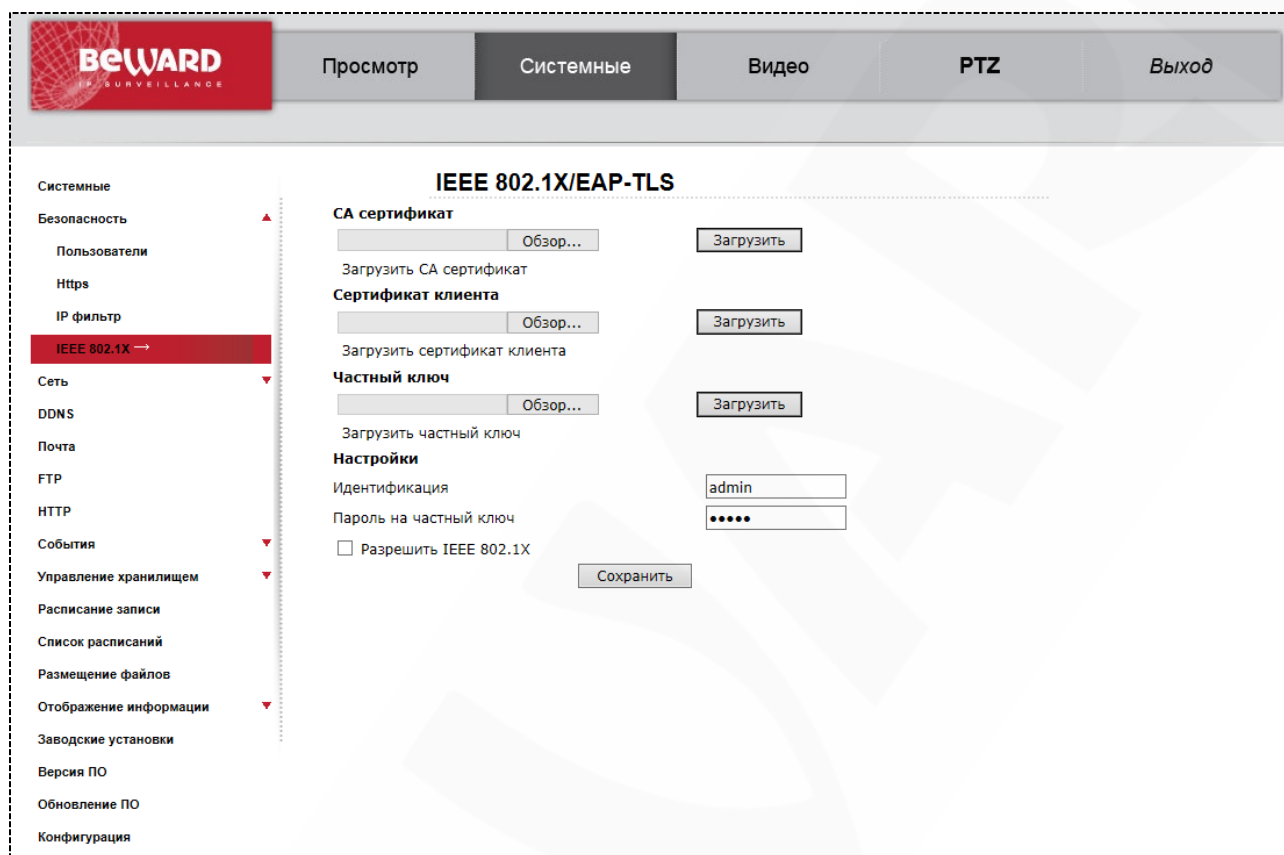 BEWARD
IP SURVEILLANCE
Просмотр
Системные
Видео
PTZ
Выход
Системные
Безопасность
Пользователи
Https
IP фильтр
IEEE 802.1X →
Сеть
DDNS
Почта
FTP
HTTP
События
Управление хранилищем
Расписание записи
Список расписаний
Размещение файлов
Отображение информации
Заводские установки
Версия ПО
Обновление ПО
Конфигурация
IEEE 802.1X/EAP-TLS
CA сертификат
Обзор... Загрузить
Загрузить CA сертификат
Сертификат клиента
Обзор... Загрузить
Загрузить сертификат клиента
Частный ключ
Обзор... Загрузить
Загрузить частный ключ
Настройки
Идентификация admin
Пароль на частный ключ •••••
Разрешить IEEE 802.1X
Сохранить